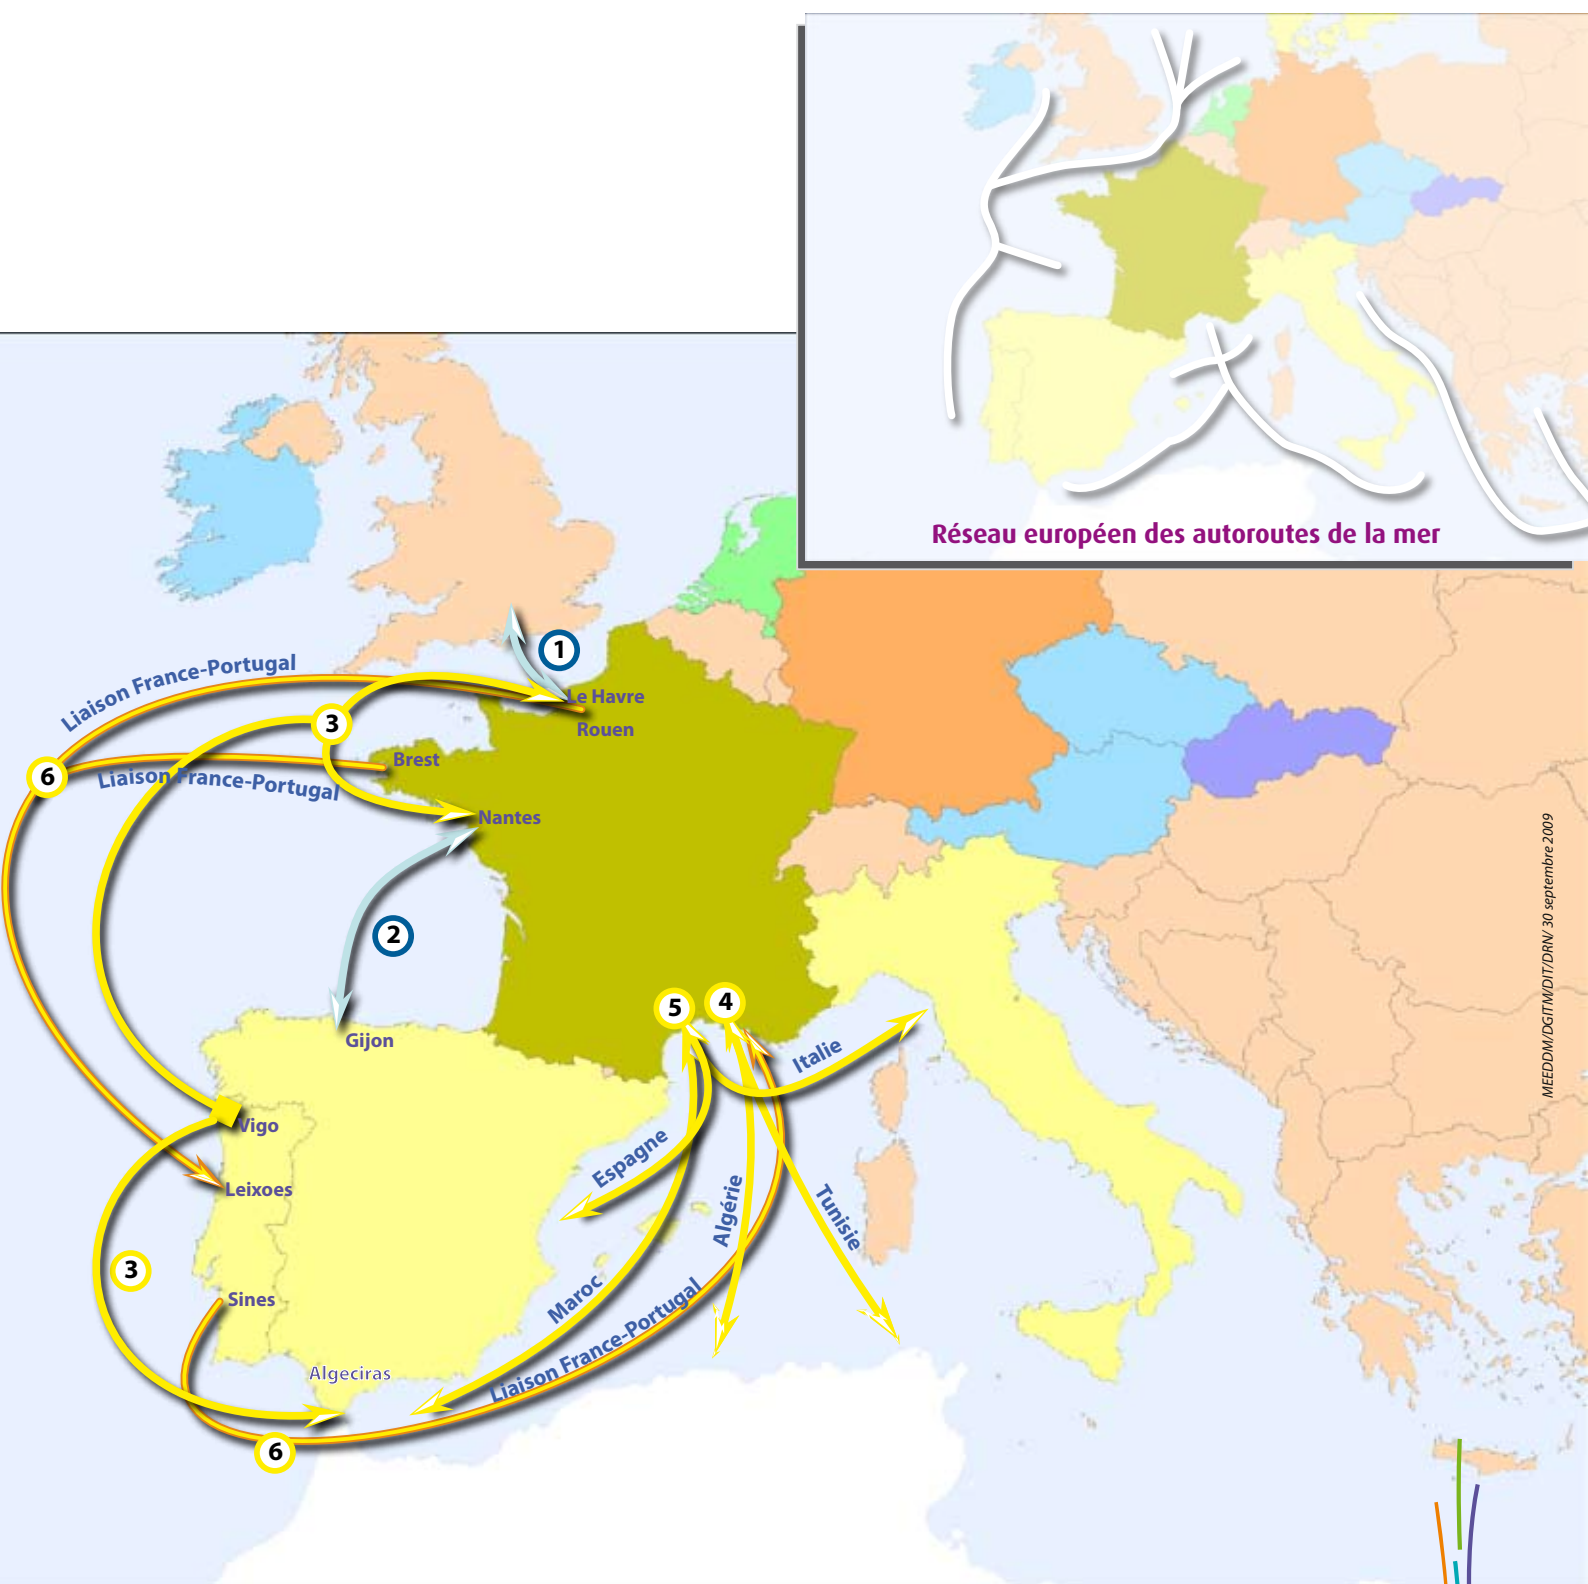 Réseau européen des autoroutes de la mer
1
Liaison France-Portugal
Le Havre
3
Rouen
Brest
6
Liaison France-Portugal
Nantes
MEEDDM/DGITM/DIT/DRN/ 30 septembre 2009
2
5
4
Gijon
Italie
Vigo
Espagne
Leixoes
Algérie
Tunisie
3
Maroc
Sines
Liaison France-Portugal
Algeciras
6